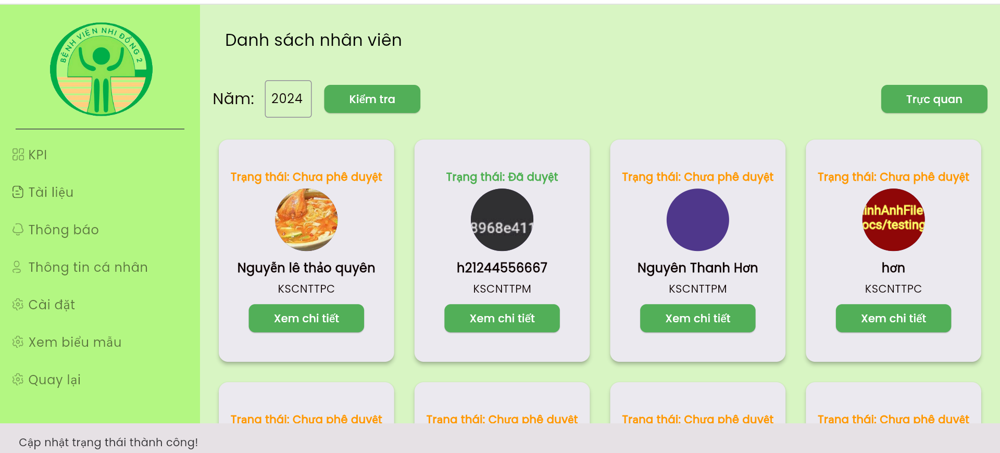 BỆNH VIỆN NHI ĐỒNG 2
KPI
Tài liệu
Thông báo
Thông tin cá nhân
Cài đặt
Xem biểu mẫu
Quay lại
Danh sách nhân viên
Năm: 2024 Kiểm tra Trực quan
Trạng thái: Chưa phê duyệt
Nguyễn lê thảo quyên
KSCNTTPC
Xem chi tiết
Trạng thái: Đã duyệt
8968e411
h21244556667
KSCNTTPM
Xem chi tiết
Trạng thái: Chưa phê duyệt
Nguyên Thanh Hơn
KSCNTTPM
Xem chi tiết
Trạng thái: Chưa phê duyệt
inhAnhFile
ocs/testing
hơn
KSCNTTPC
Xem chi tiết
Trạng thái: Chưa phê duyệt
Trạng thái: Chưa phê duyệt
Trạng thái: Chưa phê duyệt
Trạng thái: Chưa phê duyệt
Cập nhật trạng thái thành công!